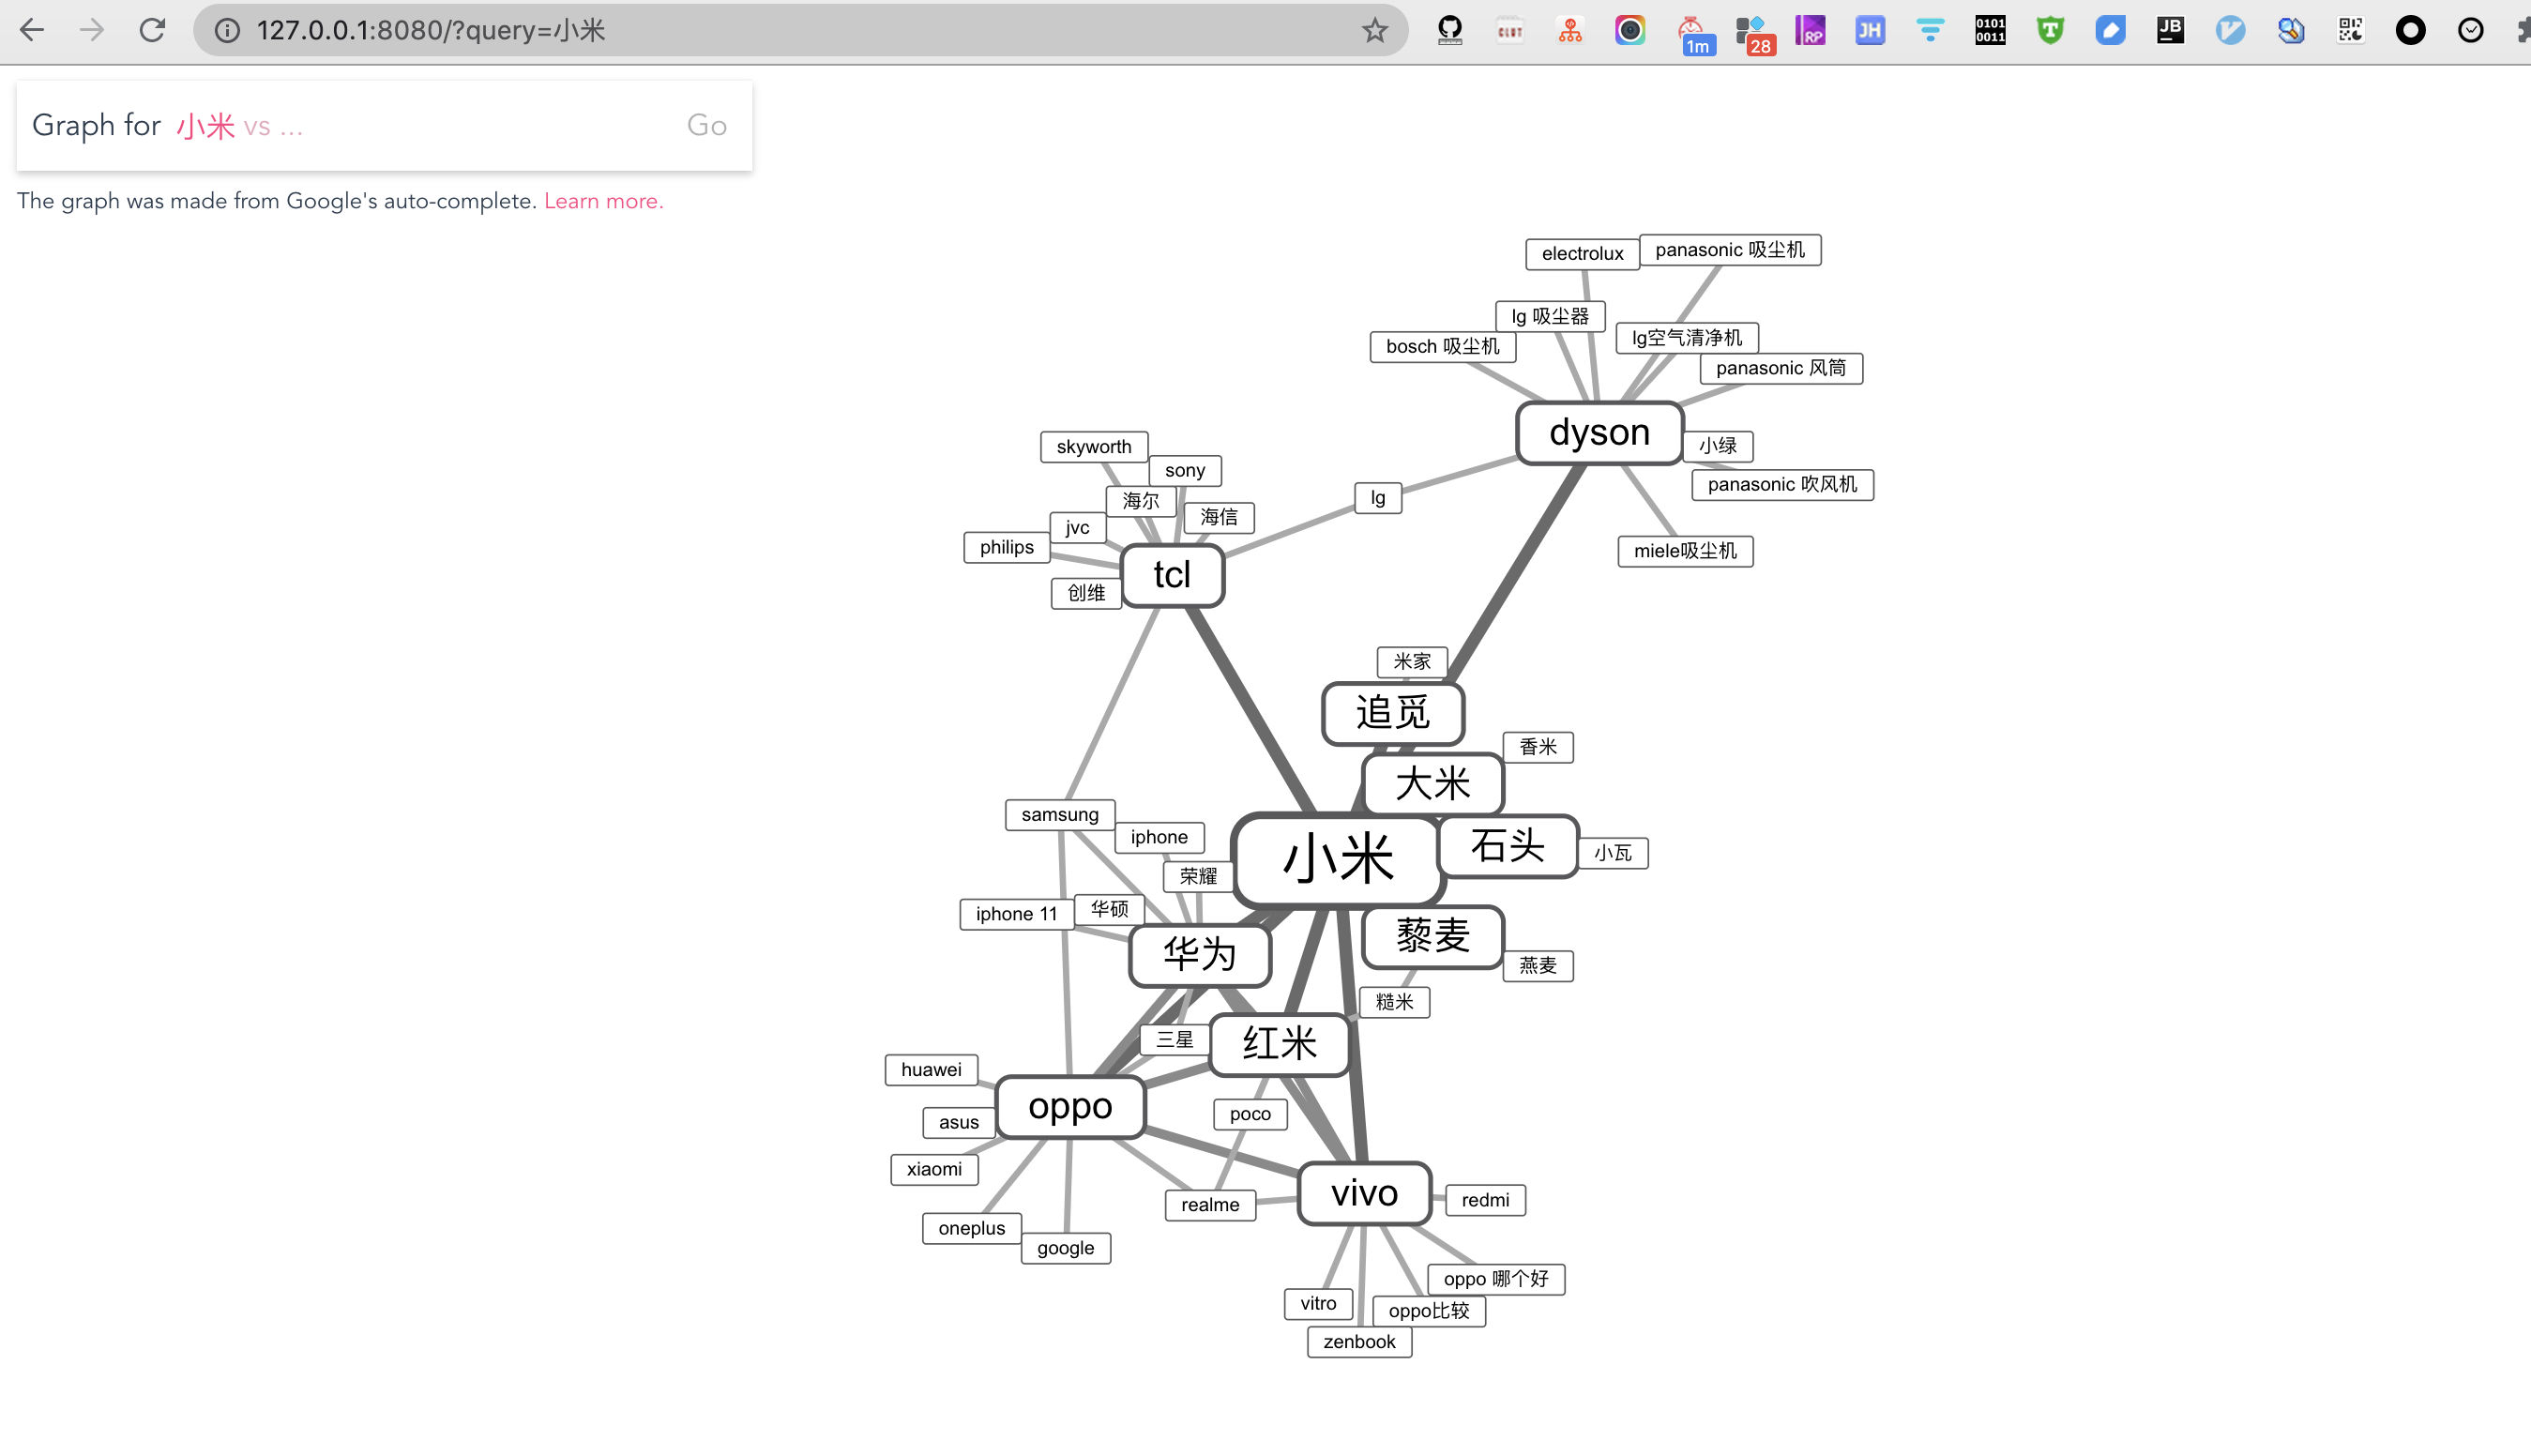 127.0.0.1:8080/?query=小米
CLUT
1m
28
RP
JH
0101
0011
T
JB
Graph for 小米 vs ... Go
The graph was made from Google's auto-complete. Learn more.
electrolux
panasonic 吸尘机
lg 吸尘器
lg空气清净机
bosch 吸尘机
panasonic 风筒
dyson
小绿
panasonic 吹风机
miele吸尘机
lg
skyworth
sony
海尔
海信
jvc
philips
tcl
创维
米家
追觅
大米
香米
小米
石头
小瓦
samsung
iphone
荣耀
iphone 11
华硕
华为
藜麦
燕麦
糙米
三星
红米
huawei
oppo
asus
xiaomi
oneplus
google
poco
realme
vivo
redmi
oppo 哪个好
vitro
oppo比较
zenbook